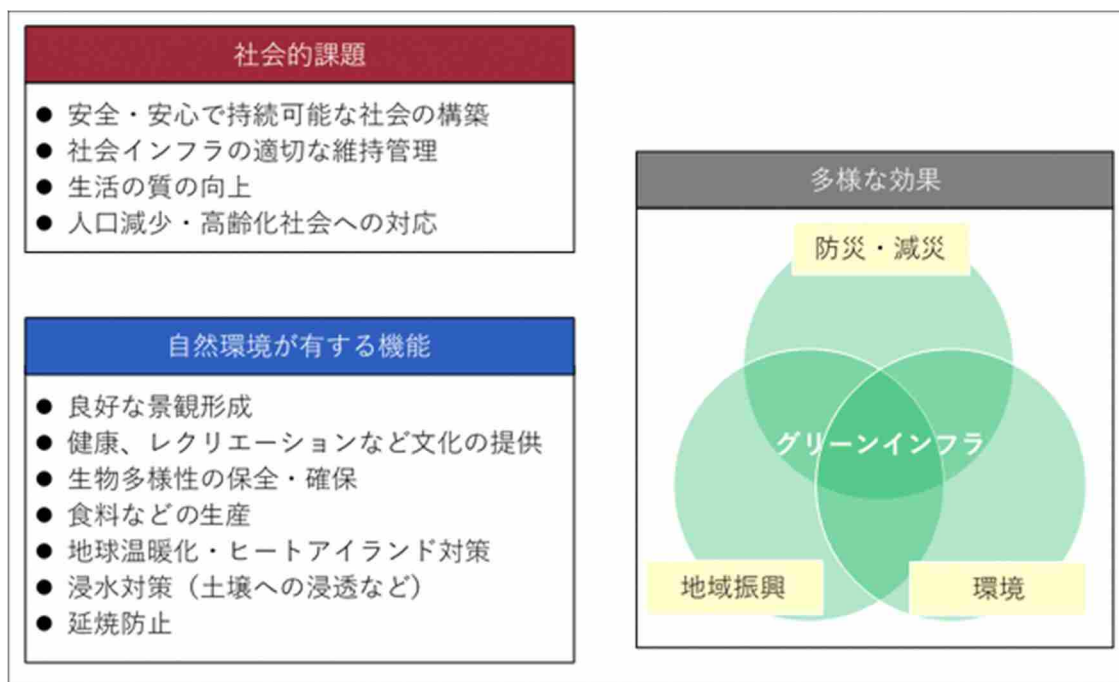 社会的課題
● 安全・安心で持続可能な社会の構築
● 社会インフラの適切な維持管理
● 生活の質の向上
● 人口減少・高齢化社会への対応
自然環境が有する機能
● 良好な景観形成
● 健康、レクリエーションなど文化の提供
● 生物多様性の保全・確保
● 食料などの生産
● 地球温暖化・ヒートアイランド対策
● 浸水対策（土壌への浸透など）
● 延焼防止
多様な効果
防災・減災
グリーンインフラ
地域振興
環境